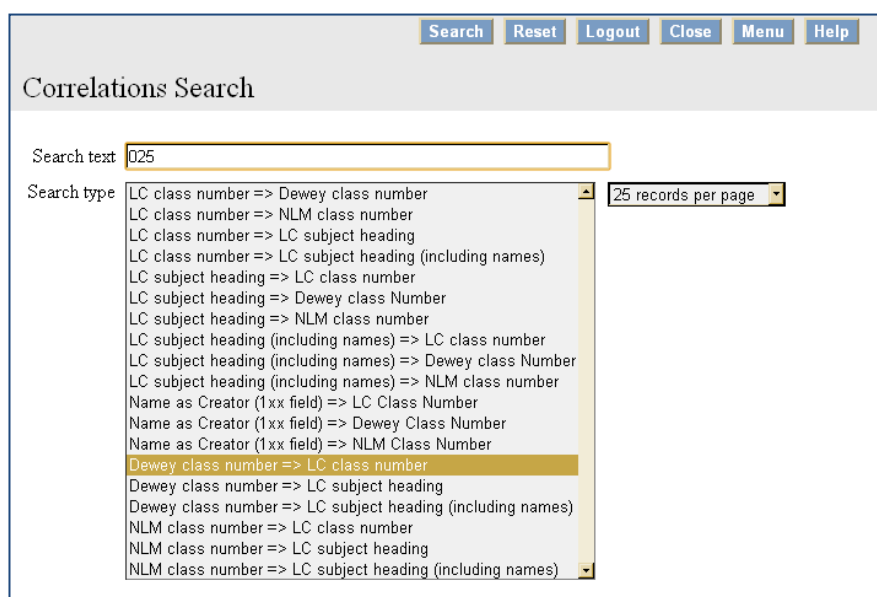 Search Reset Logout Close Menu Help
Correlations Search
Search text 025
Search type LC class number => Dewey class number 25 records per page
LC class number => NLM class number
LC class number => LC subject heading
LC class number => LC subject heading (including names)
LC subject heading => LC class number
LC subject heading => Dewey class Number
LC subject heading => NLM class number
LC subject heading (including names) => LC class number
LC subject heading (including names) => Dewey class Number
LC subject heading (including names) => NLM class number
Name as Creator (1xx field) => LC Class Number
Name as Creator (1xx field) => Dewey Class Number
Name as Creator (1xx field) => NLM Class Number
Dewey class number => LC class number
Dewey class number => LC subject heading
Dewey class number => LC subject heading (including names)
NLM class number => LC class number
NLM class number => LC subject heading
NLM class number => LC subject heading (including names)